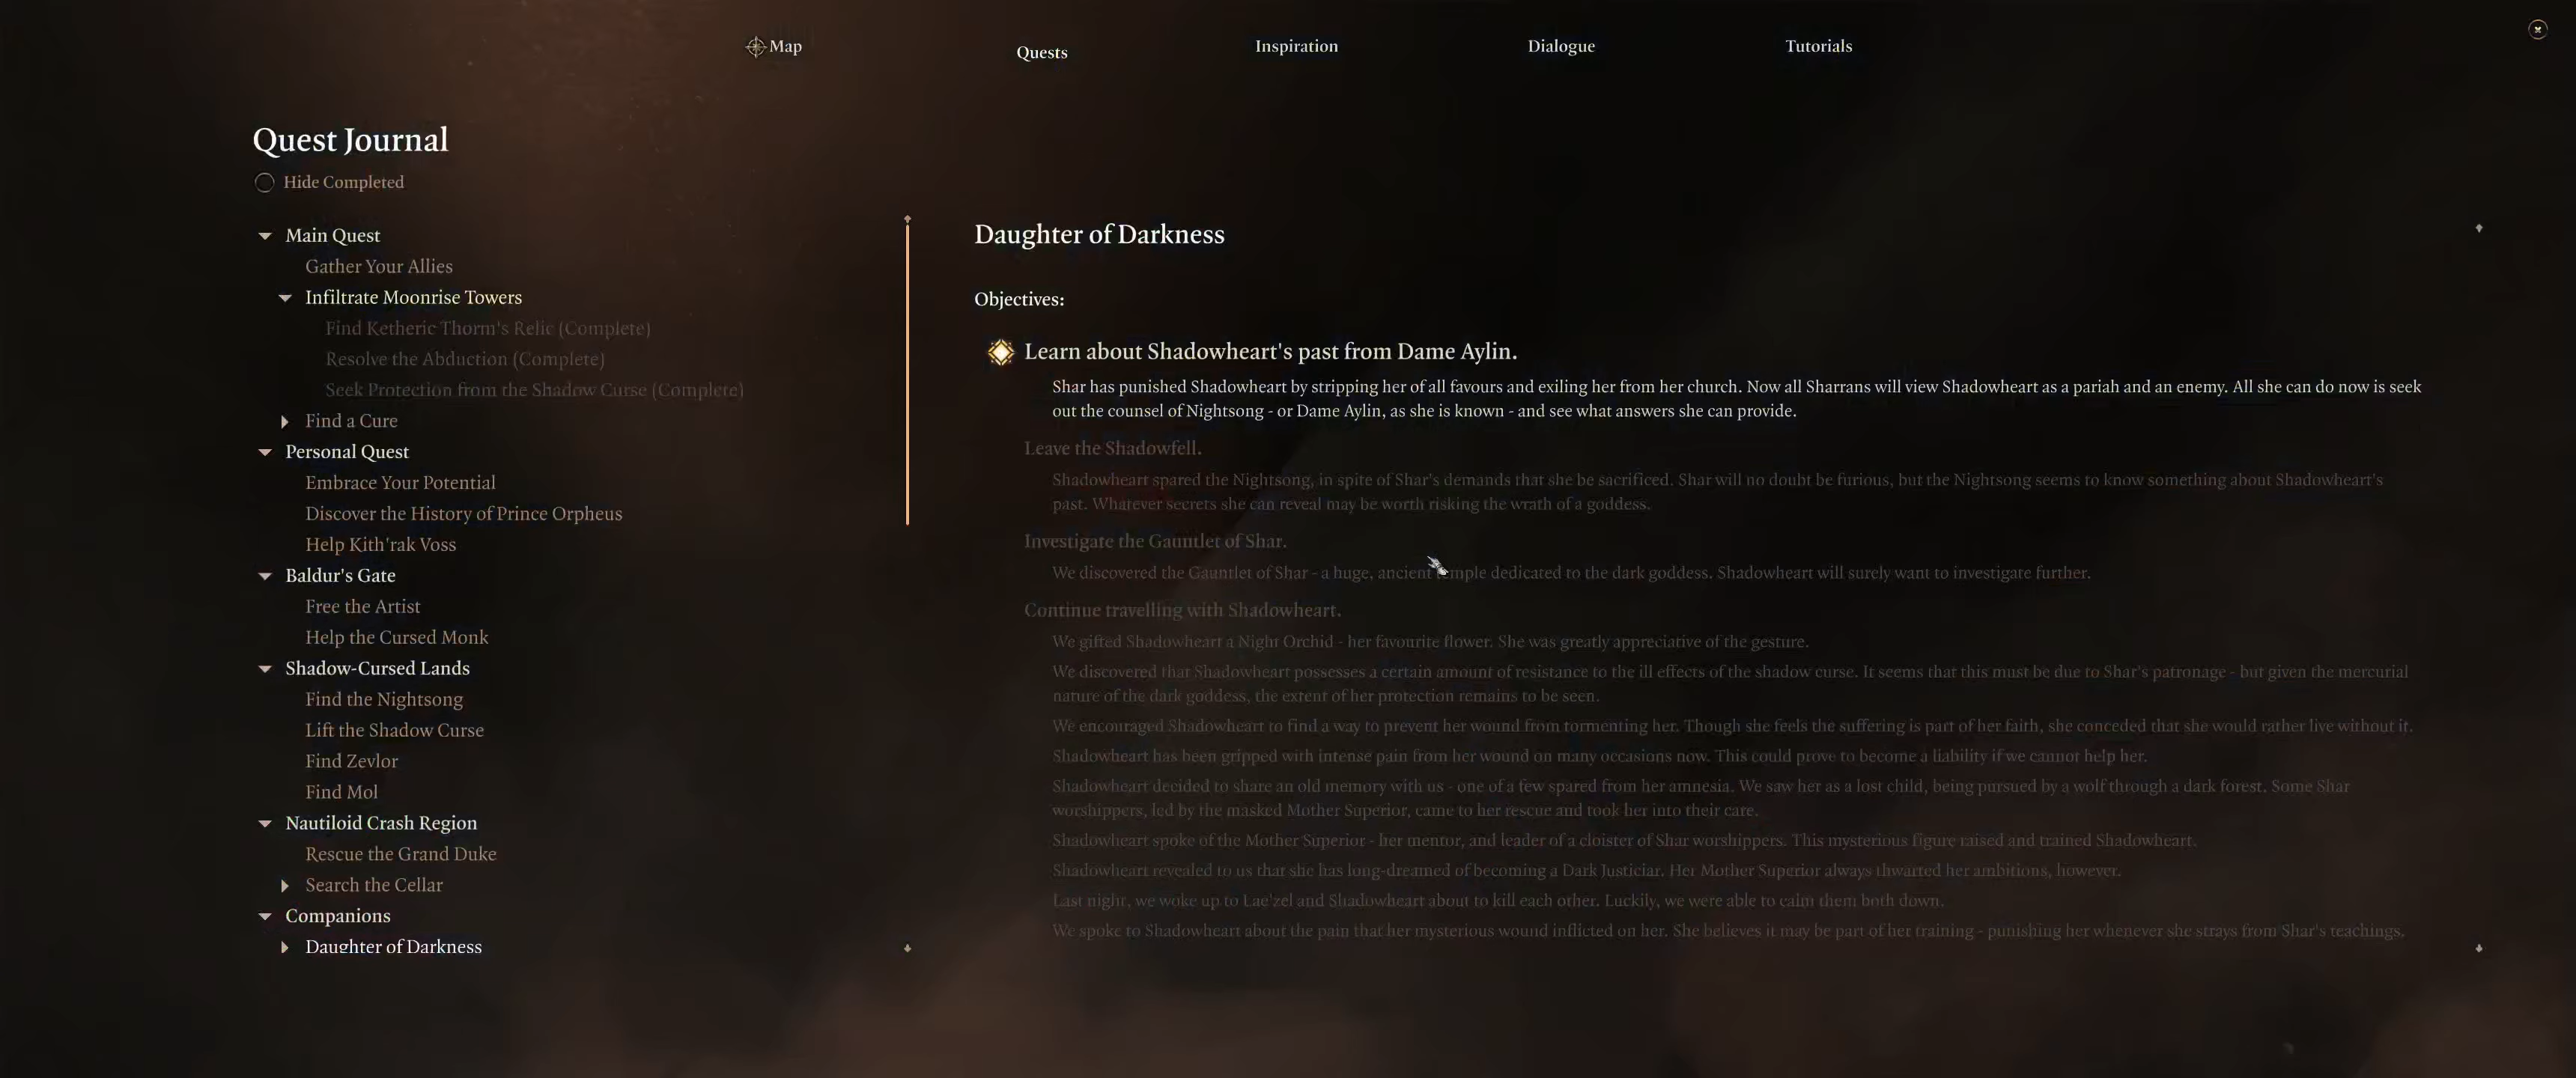 Map
Quests
Inspiration
Dialogue
Tutorials
Quest Journal
Hide Completed
Main Quest
Gather Your Allies
Infiltrate Moonrise Towers
Find Ketheric Thorm's Relic (Complete)
Resolve the Abduction (Complete)
Seek Protection from the Shadow Curse (Complete)
Find a Cure
Personal Quest
Embrace Your Potential
Discover the History of Prince Orpheus
Help Kith'rak Voss
Baldur's Gate
Free the Artist
Help the Cursed Monk
Shadow-Cursed Lands
Find the Nightsong
Lift the Shadow Curse
Find Zevlor
Find Mol
Nautiloid Crash Region
Rescue the Grand Duke
Search the Cellar
Companions
Daughter of Darkness
Daughter of Darkness
Objectives:
Learn about Shadowheart's past from Dame Aylin.
Shar has punished Shadowheart by stripping her of all favours and exiling her from her church. Now all Sharrans will view Shadowheart as a pariah and an enemy. All she can do now is seek
out the counsel of Nightsong - or Dame Aylin, as she is known - and see what answers she can provide.
Leave the Shadowfell.
Shadowheart spared the Nightsong, in spite of Shar's demands that she be sacrificed. Shar will no doubt be furious, but the Nightsong seems to know something about Shadowheart's
past. Whatever secrets she can reveal may be worth risking the wrath of a goddess.
Investigate the Gauntlet of Shar.
We discovered the Gauntlet of Shar - a huge, ancient temple dedicated to the dark goddess. Shadowheart will surely want to investigate further.
Continue travelling with Shadowheart.
We gifted Shadowheart a Night Orchid - her favourite flower. She was greatly appreciative of the gesture.
We discovered that Shadowheart possesses a certain amount of resistance to the ill effects of the shadow curse. It seems that this must be due to Shar's patronage - but given the mercurial
nature of the dark goddess, the extent of her protection remains to be seen.
We encouraged Shadowheart to find a way to prevent her wound from tormenting her. Though she feels the suffering is part of her faith, she conceded that she would rather live without it.
Shadowheart has been gripped with intense pain from her wound on many occasions now. This could prove to become a liability if we cannot help her.
Shadowheart decided to share an old memory with us - one of a few spared from her amnesia. We saw her as a lost child, being pursued by a wolf through a dark forest. Some Shar
worshippers, led by the masked Mother Superior, came to her rescue and took her into their care.
Shadowheart spoke of the Mother Superior - her mentor, and leader of a cloister of Shar worshippers. This mysterious figure raised and trained Shadowheart.
Shadowheart revealed to us that she has long-dreamed of becoming a Dark Justiciar. Her Mother Superior always thwarted her ambitions, however.
Last night, we woke up to Lae'zel and Shadowheart about to kill each other. Luckily, we were able to calm them both down.
We spoke to Shadowheart about the pain that her mysterious wound inflicted on her. She believes it may be part of her training - punishing her whenever she strays from Shar's teachings.